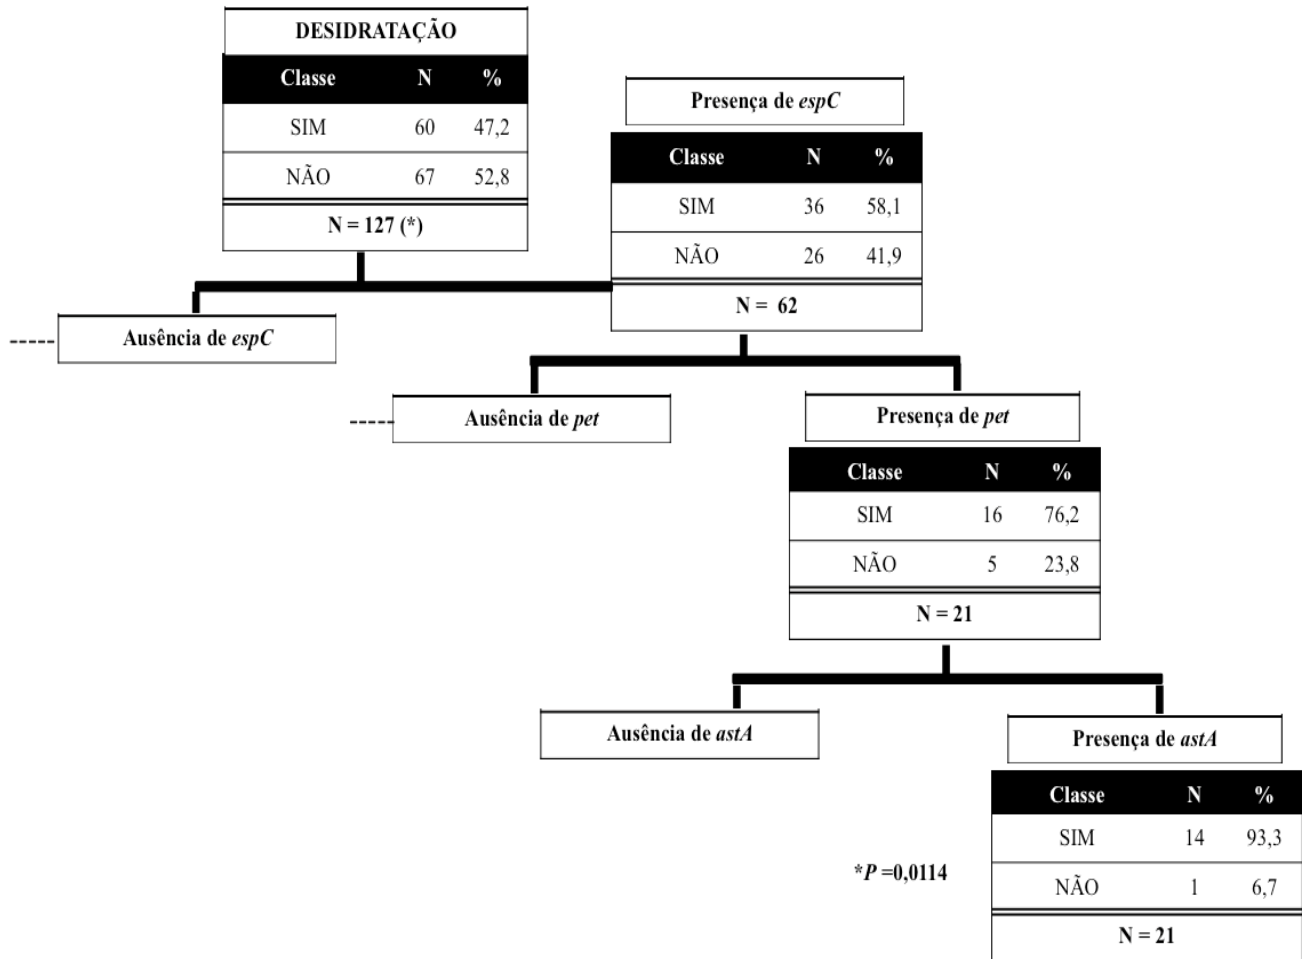 DESIDRATAÇÃO
Classe N %
SIM 60 47,2
NÃO 67 52,8
N = 127 (*)
Presença de espC
Classe N %
SIM 36 58,1
NÃO 26 41,9
N = 62
Ausência de espC
Ausência de pet
Presença de pet
Classe N %
SIM 16 76,2
NÃO 5 23,8
N = 21
Ausência de astA
Presença de astA
Classe N %
SIM 14 93,3
NÃO 1 6,7
N = 21
*P =0,0114